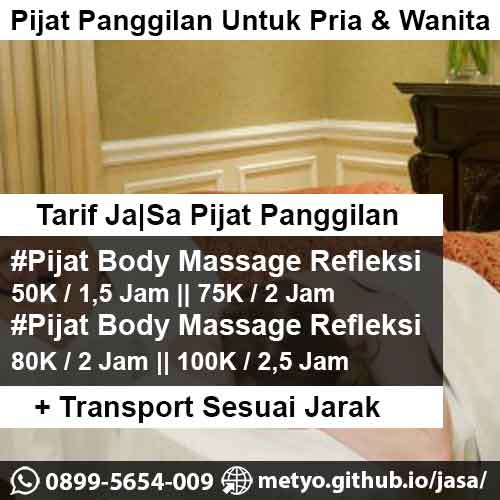 Pijat Panggilan Untuk Pria & Wanita
Tarif Ja|Sa Pijat Panggilan
#Pijat Body Massage Refleksi
50K / 1,5 Jam || 75K / 2 Jam
#Pijat Body Massage Refleksi
80K / 2 Jam || 100K / 2,5 Jam
+ Transport Sesuai Jarak
0899-5654-009 metyo.github.io/jasa/